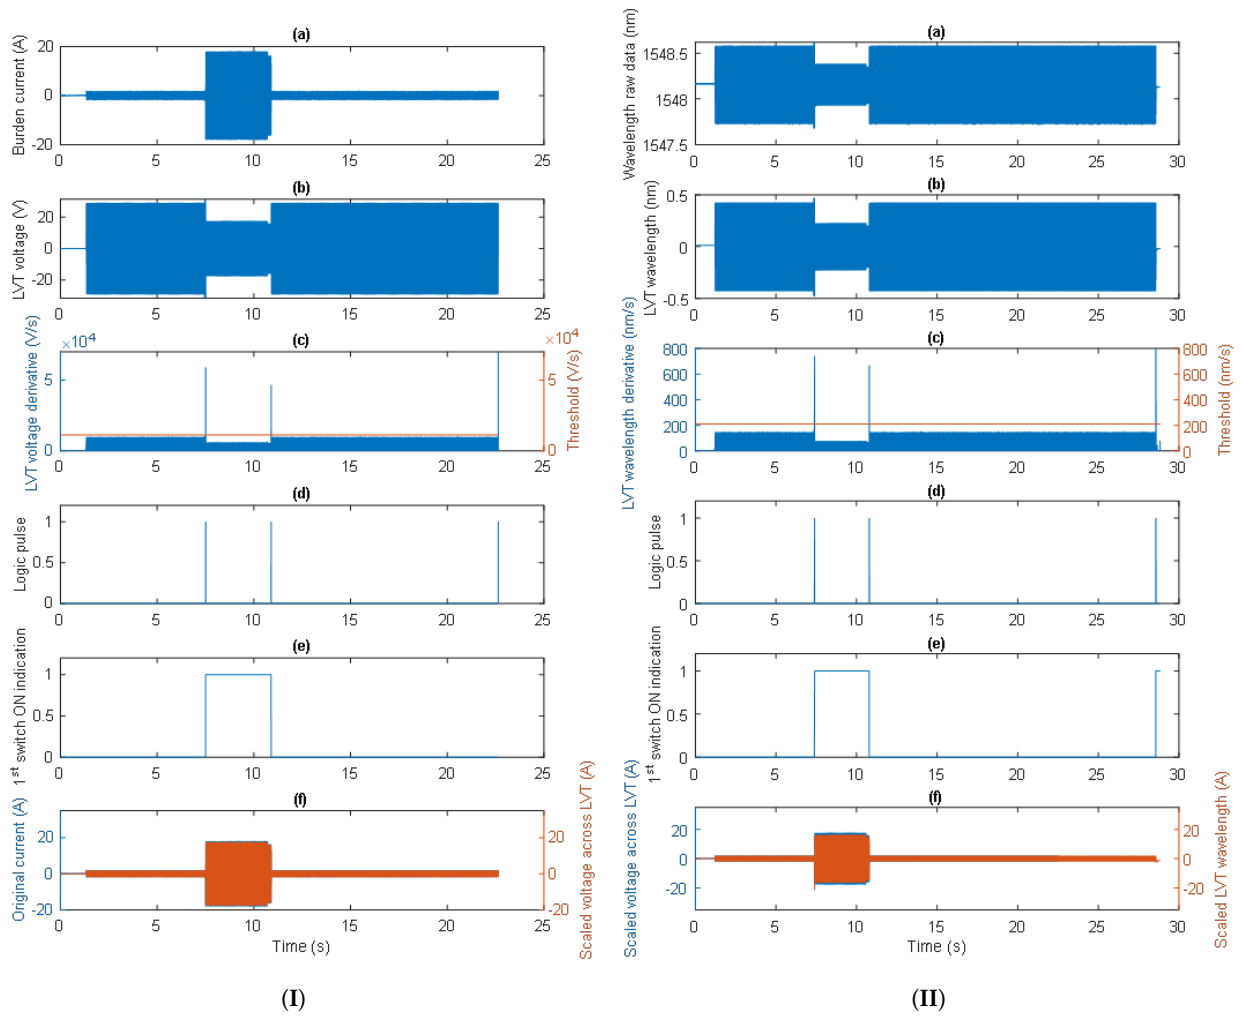 (a)
Burden current (A)
20
0
-20
0 5 10 15 20 25
(b)
LVT voltage (V)
20
0
-20
0 5 10 15 20 25
(c)
LVT voltage derivative (V/s)
×10⁴
×10⁴
5
0
5
0
Threshold (V/s)
0 5 10 15 20 25
(d)
Logic pulse
1
0.5
0
0 5 10 15 20 25
(e)
1st switch ON indication
1
0.5
0
0 5 10 15 20 25
(f)
Original current (A)
20
0
-20
20
0
-20
Scaled voltage across LVT (A)
0 5 10 15 20 25
Time (s)
(I)
(a)
Wavelength raw data (nm)
1548.5
1548
1547.5
0 5 10 15 20 25 30
(b)
LVT wavelength (nm)
0.5
0
-0.5
0 5 10 15 20 25 30
(c)
LVT wavelength derivative (nm/s)
800
600
400
200
0
800
600
400
200
0
Threshold (nm/s)
0 5 10 15 20 25 30
(d)
Logic pulse
1
0.5
0
0 5 10 15 20 25 30
(e)
1st switch ON indication
1
0.5
0
0 5 10 15 20 25 30
(f)
Scaled voltage across LVT (A)
20
0
-20
20
0
-20
Scaled LVT wavelength (A)
0 5 10 15 20 25 30
Time (s)
(II)